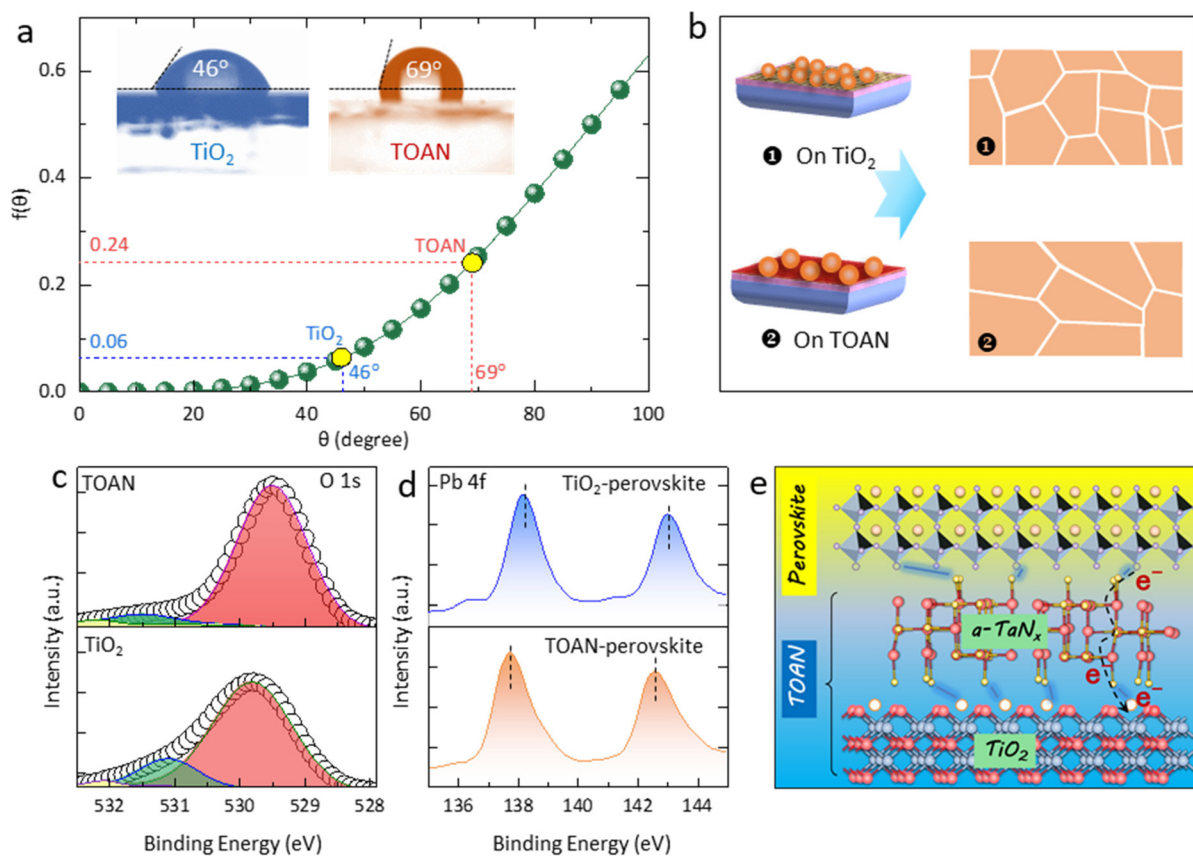 a
46°
69°
TiO₂
TOAN
0.6
0.4
0.2
0.0
f(θ)
0.24
0.06
TOAN
TiO₂
46°
69°
0 20 40 60 80 100
θ (degree)
b
❶ On TiO₂
❷ On TOAN
❶
❷
c
TOAN
O 1s
TiO₂
Intensity (a.u.)
532 531 530 529 528
Binding Energy (eV)
d
Pb 4f
TiO₂-perovskite
TOAN-perovskite
Intensity (a.u.)
136 138 140 142 144
Binding Energy (eV)
e
Perovskite
TOAN
a-TaNₓ
e⁻
e
e⁻
TiO₂